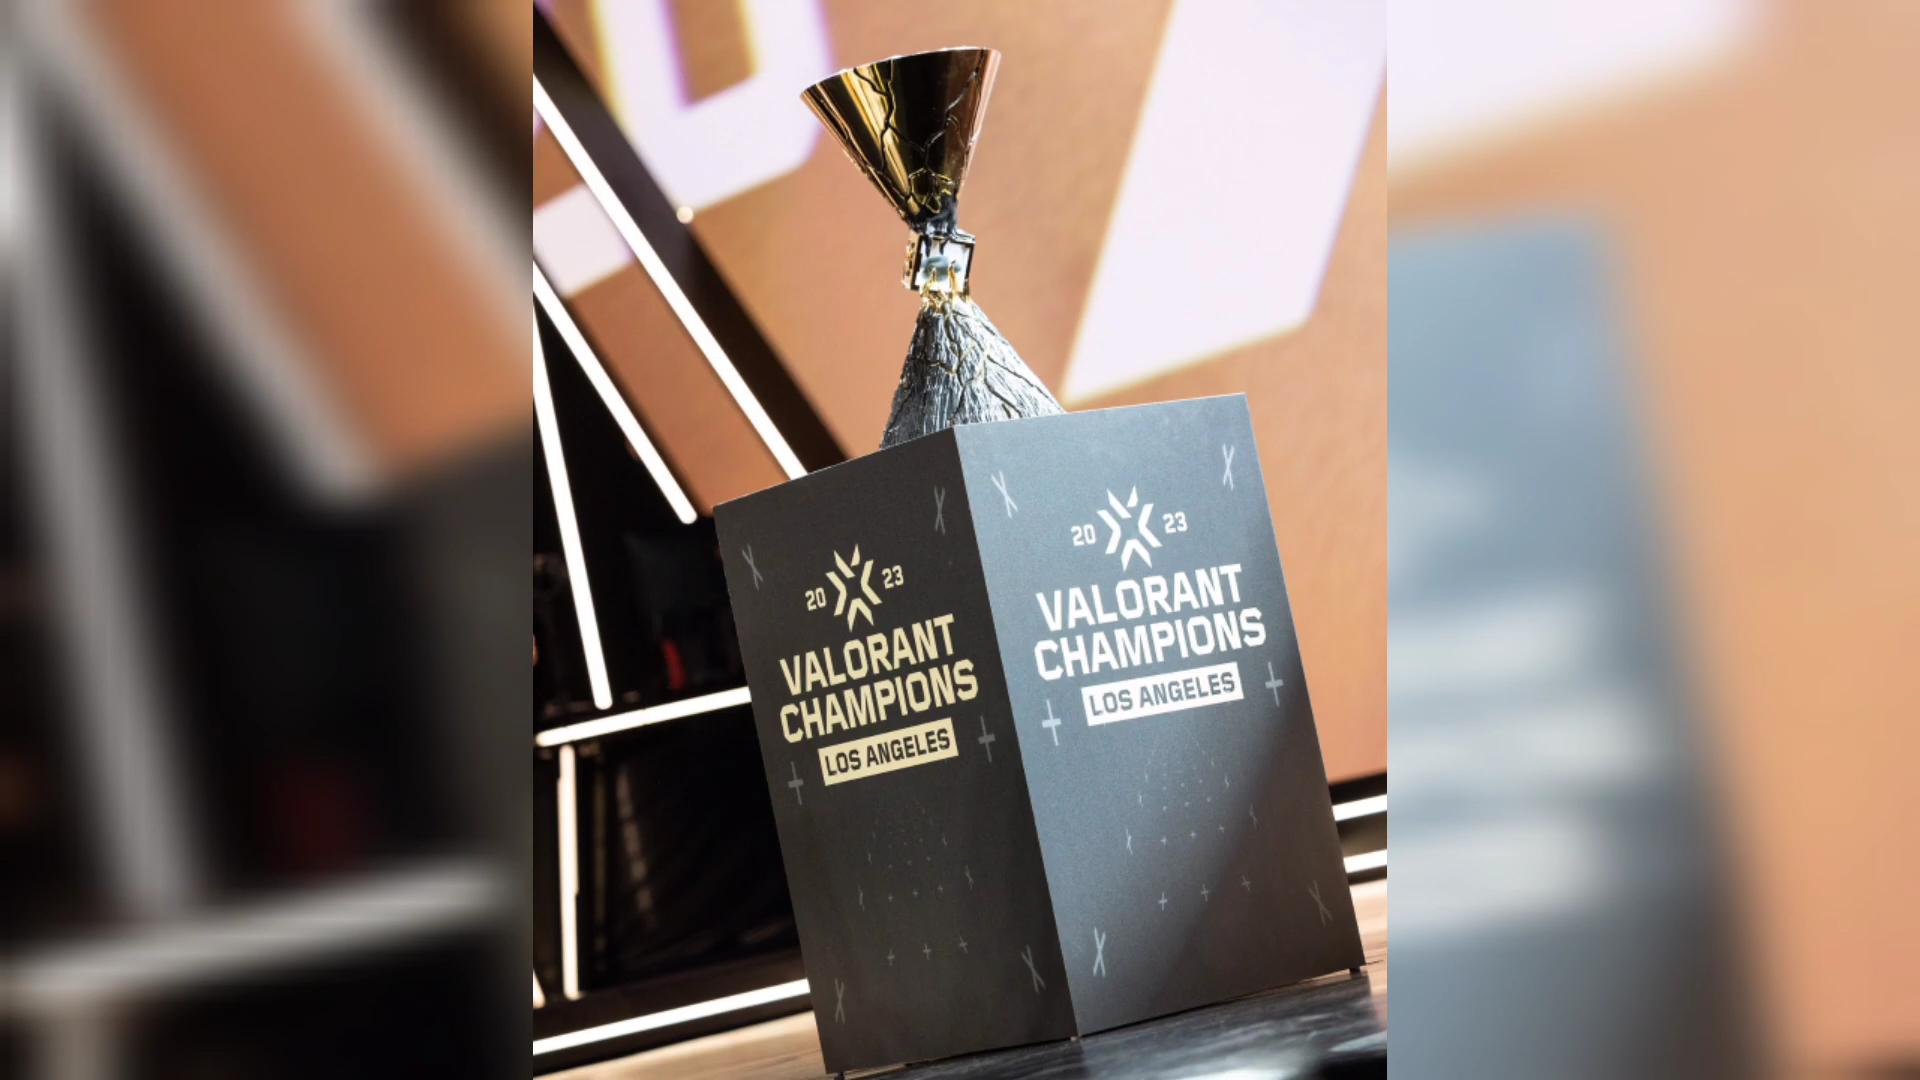 20 23
VALORANT
CHAMPIONS
LOS ANGELES
20 23
VALORANT
CHAMPIONS
LOS ANGELES